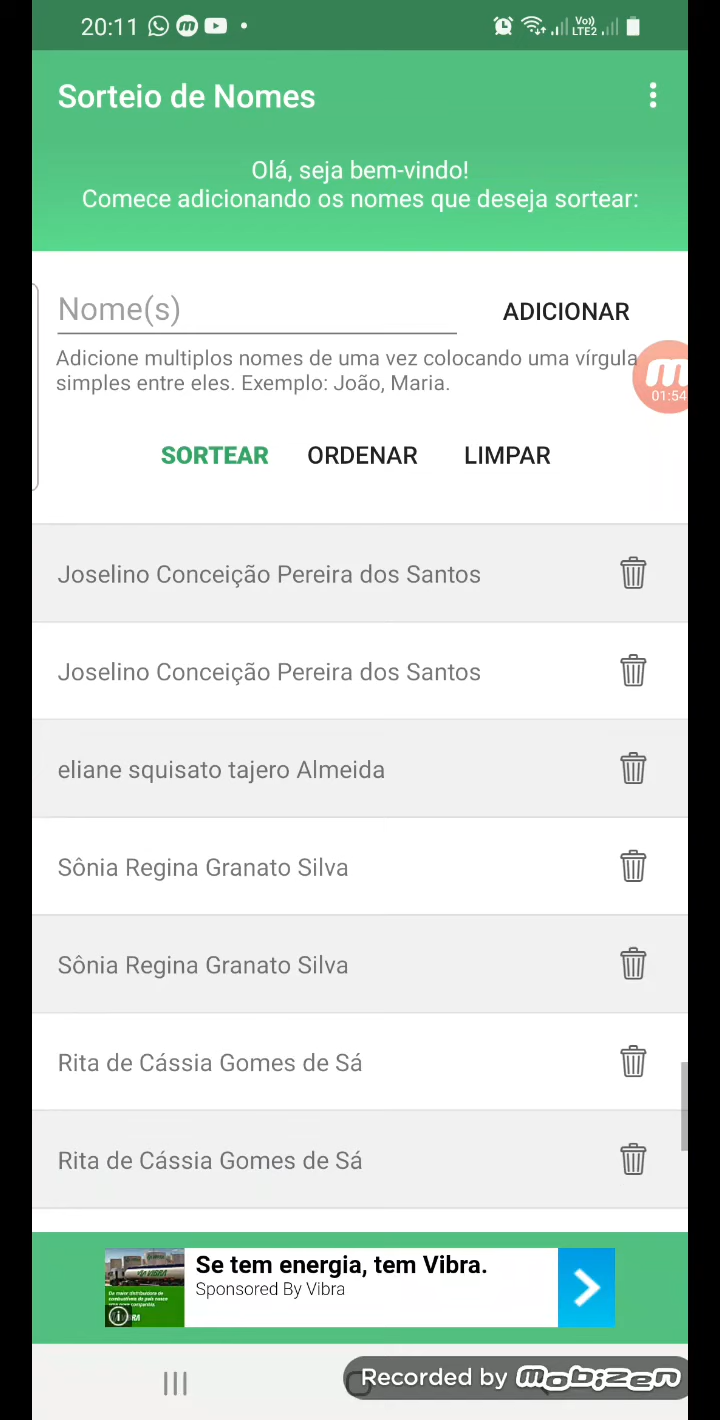 20:11
Vo))
LTE2
Sorteio de Nomes
Olá, seja bem-vindo!
Comece adicionando os nomes que deseja sortear:
Nome(s)
ADICIONAR
Adicione multiplos nomes de uma vez colocando uma vírgula
simples entre eles. Exemplo: João, Maria.
01:54
SORTEAR ORDENAR LIMPAR
Joselino Conceição Pereira dos Santos
Joselino Conceição Pereira dos Santos
eliane squisato tajero Almeida
Sônia Regina Granato Silva
Sônia Regina Granato Silva
Rita de Cássia Gomes de Sá
Rita de Cássia Gomes de Sá
Se tem energia, tem Vibra.
Sponsored By Vibra
Recorded by mobizen